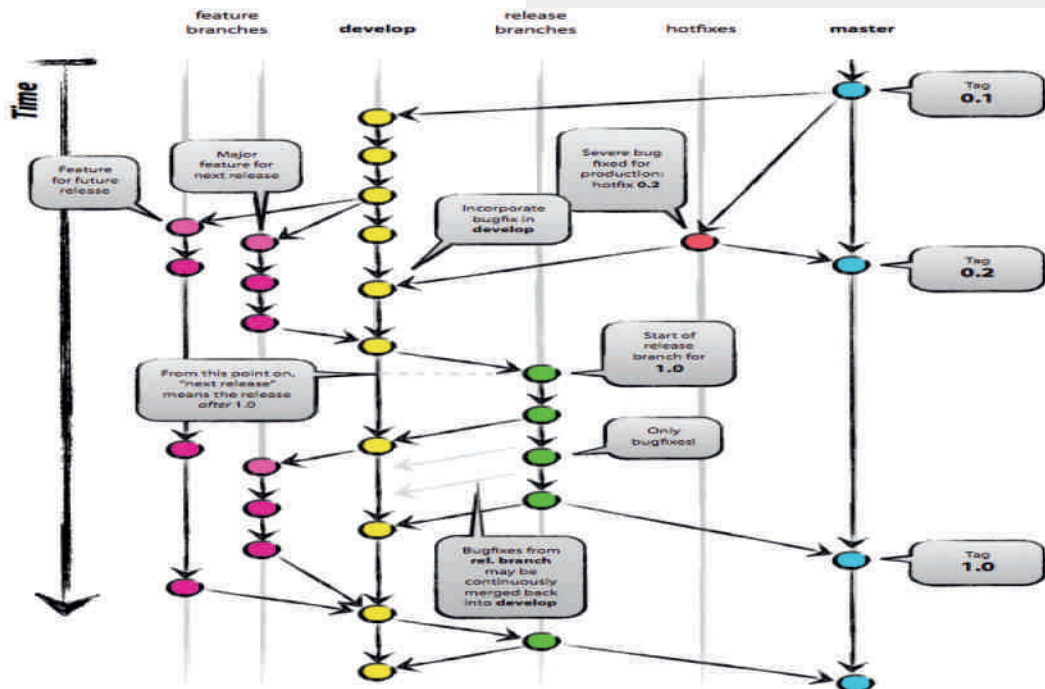 feature
branches
develop
release
branches
hotfixes
master
Time
Tag
0.1
Major
feature for
next release
Severe bug
fixed for
production:
hotfix 0.2
Feature
for future
release
Incorporate
bugfix in
develop
Tag
0.2
Start of
release
branch for
1.0
From this point on,
"next release"
means the release
after 1.0
Only
bugfixes!
Bugfixes from
rel. branch
may be
continuously
merged back
into develop
Tag
1.0